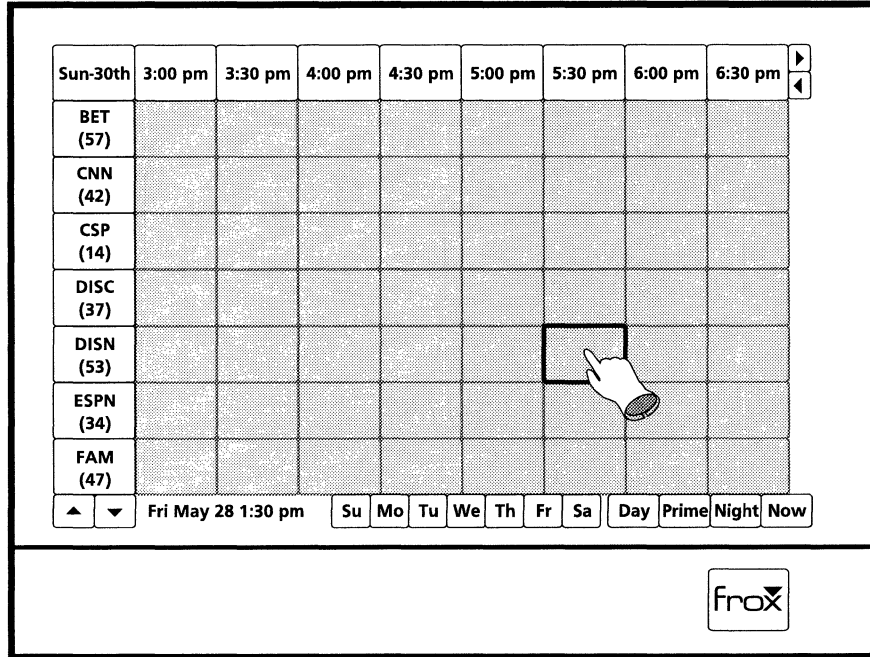 Sun-30th 3:00 pm 3:30 pm 4:00 pm 4:30 pm 5:00 pm 5:30 pm 6:00 pm 6:30 pm
BET
(57)
CNN
(42)
CSP
(14)
DISC
(37)
DISN
(53)
ESPN
(34)
FAM
(47)
Fri May 28 1:30 pm Su Mo Tu We Th Fr Sa Day Prime Night Now
frox